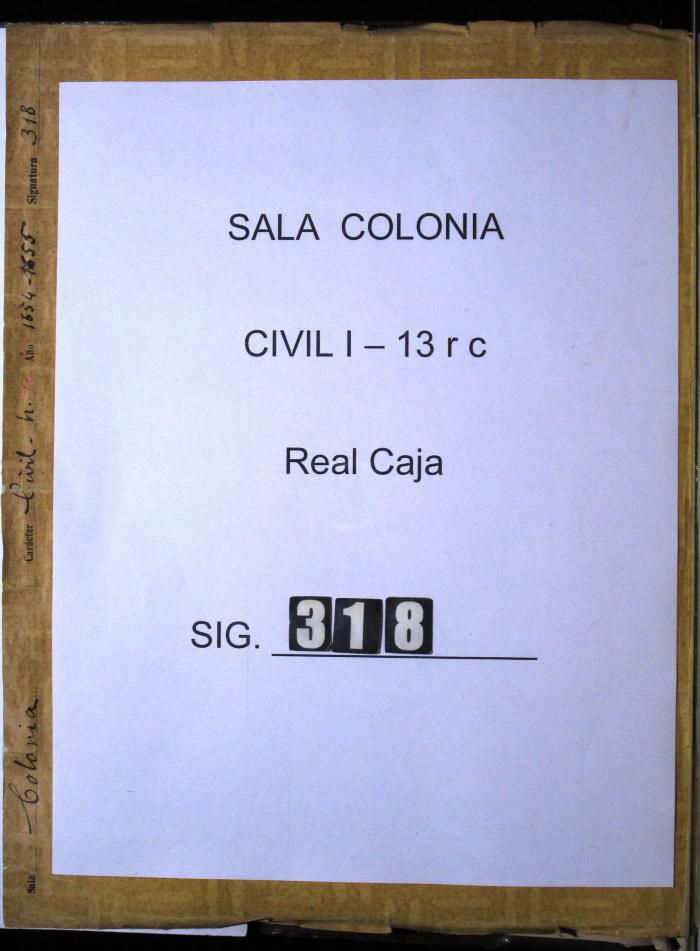 SALA COLONIA
CIVIL I – 13 r c
Real Caja
SIG. 318
Sala Colonia Carácter Civil - h. Año 1654-1655 Signatura 318